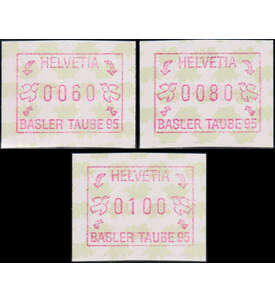 HELVETIA
0060
BASLER TAUBE 95
HELVETIA
0080
BASLER TAUBE 95
HELVETIA
0100
BASLER TAUBE 95